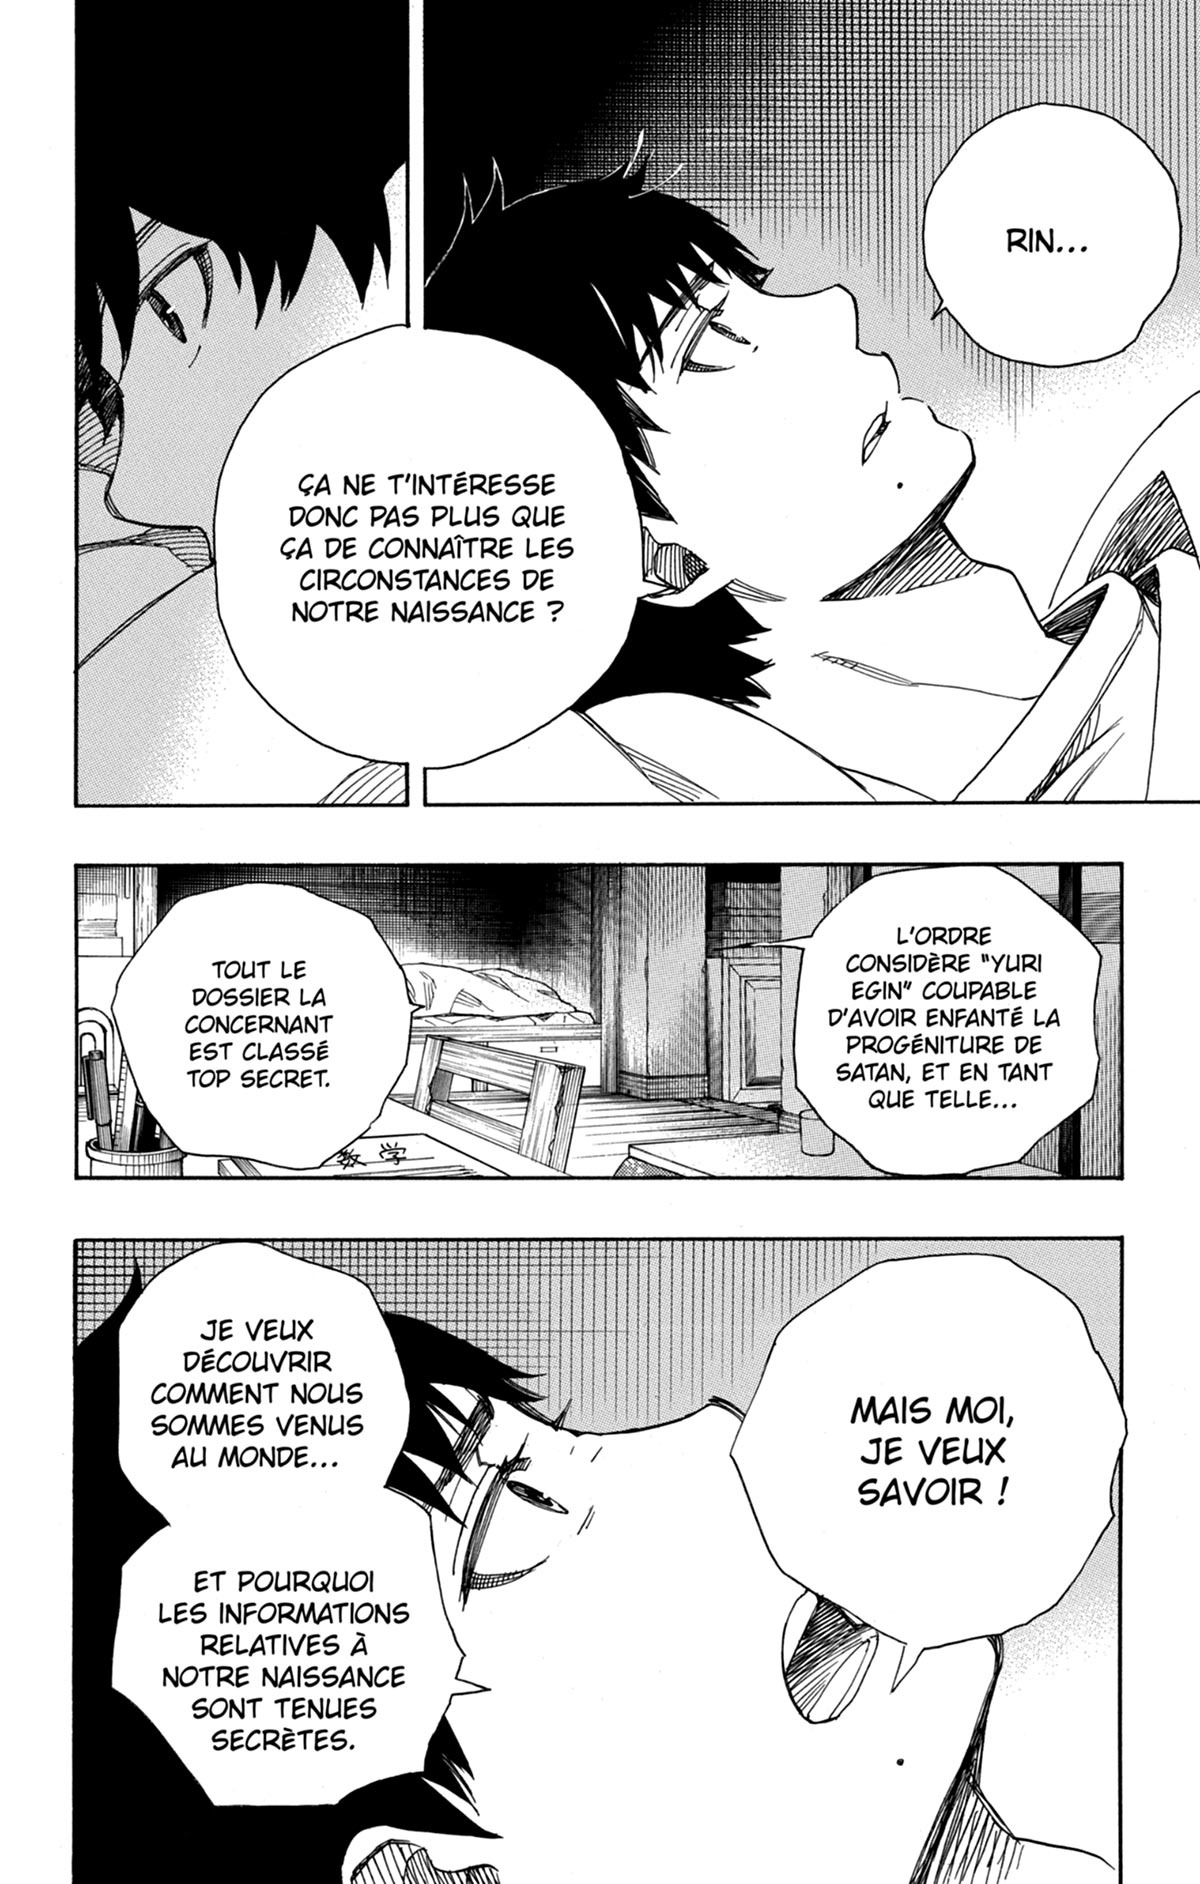 RIN...
ÇA NE T'INTÉRESSE
DONC PAS PLUS QUE
ÇA DE CONNAÎTRE LES
CIRCONSTANCES DE
NOTRE NAISSANCE ?
L'ORDRE
CONSIDÈRE "YURI
EGIN" COUPABLE
D'AVOIR ENFANTÉ LA
PROGÉNITURE DE
SATAN, ET EN TANT
QUE TELLE...
TOUT LE
DOSSIER LA
CONCERNANT
EST CLASSÉ
TOP SECRET.
数学
MAIS MOI,
JE VEUX
SAVOIR !
JE VEUX
DÉCOUVRIR
COMMENT NOUS
SOMMES VENUS
AU MONDE...
ET POURQUOI
LES INFORMATIONS
RELATIVES À
NOTRE NAISSANCE
SONT TENUES
SECRÈTES.